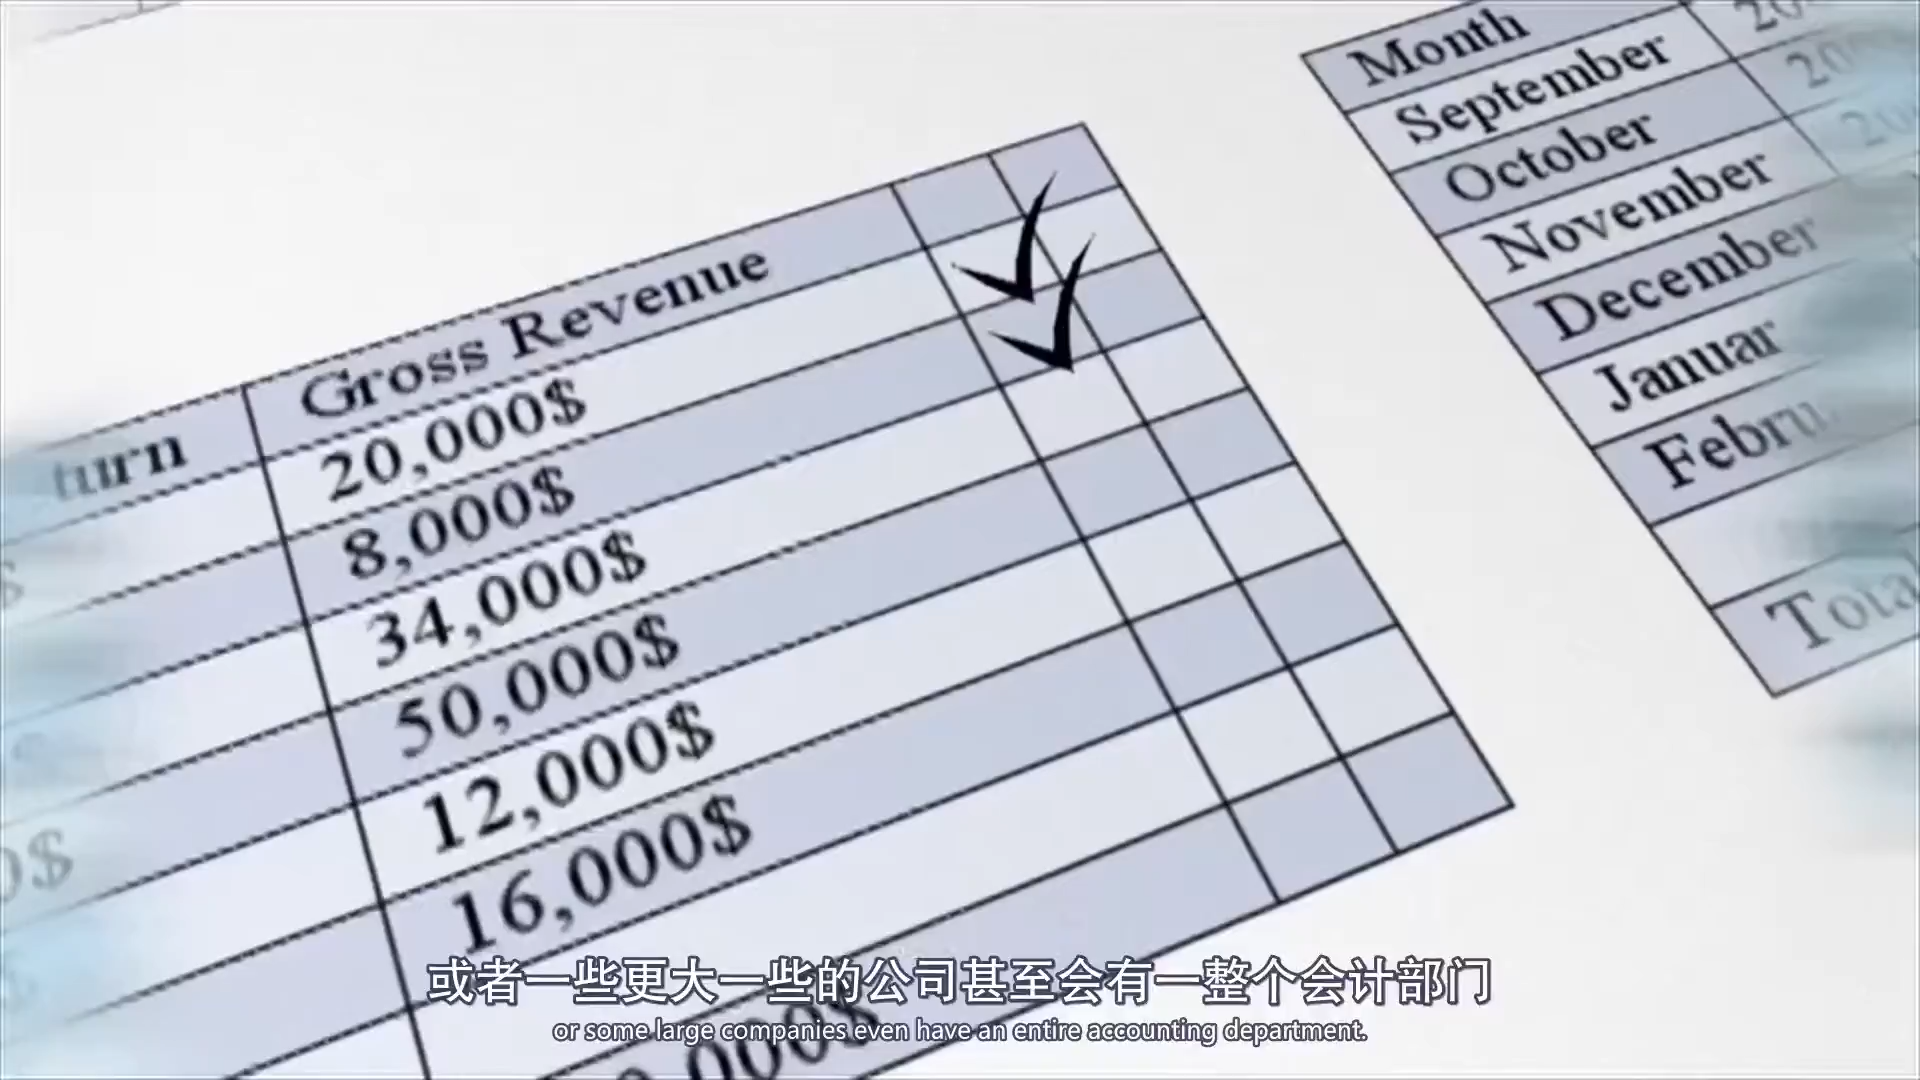 Month
September
October
November
December
Gross Revenue
20,000$
8,000$
34,000$
50,000$
12,000$
16,000$
或者一些更大一些的公司甚至会有一整个会计部门
or some large companies even have an entire accounting department.